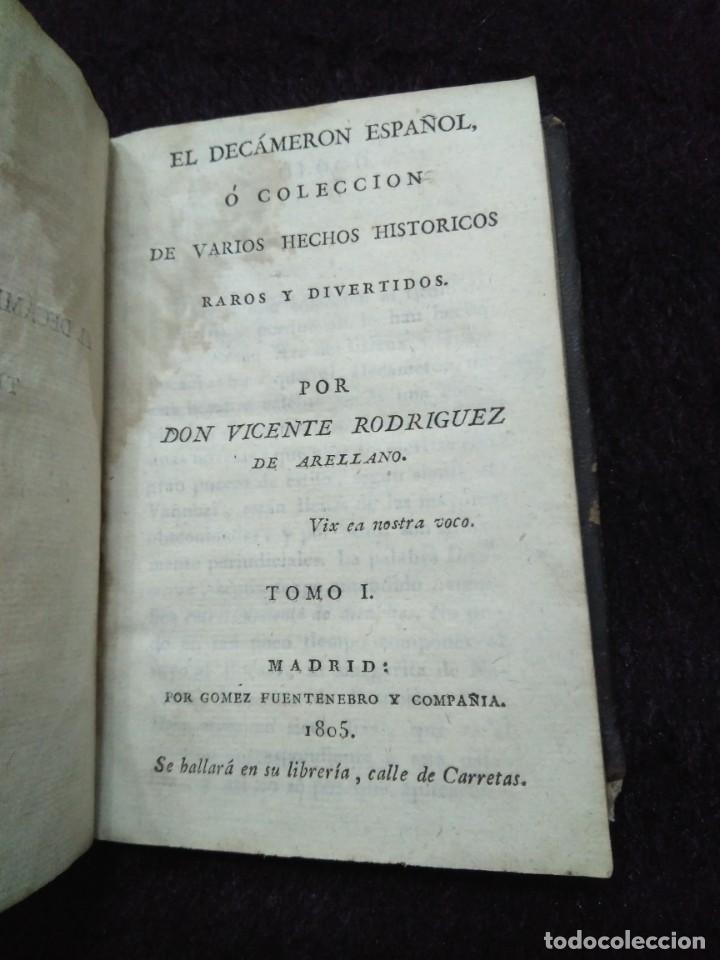 EL DECÁMERON ESPAÑOL,
Ó COLECCION
DE VARIOS HECHOS HISTORICOS
RAROS Y DIVERTIDOS.
POR
DON VICENTE RODRIGUEZ
DE ARELLANO.
Vix ea nostra voco.
TOMO I.
MADRID:
POR GOMEZ FUENTENEBRO Y COMPAÑIA.
1805.
Se hallará en su librería, calle de Carretas.
todocoleccion